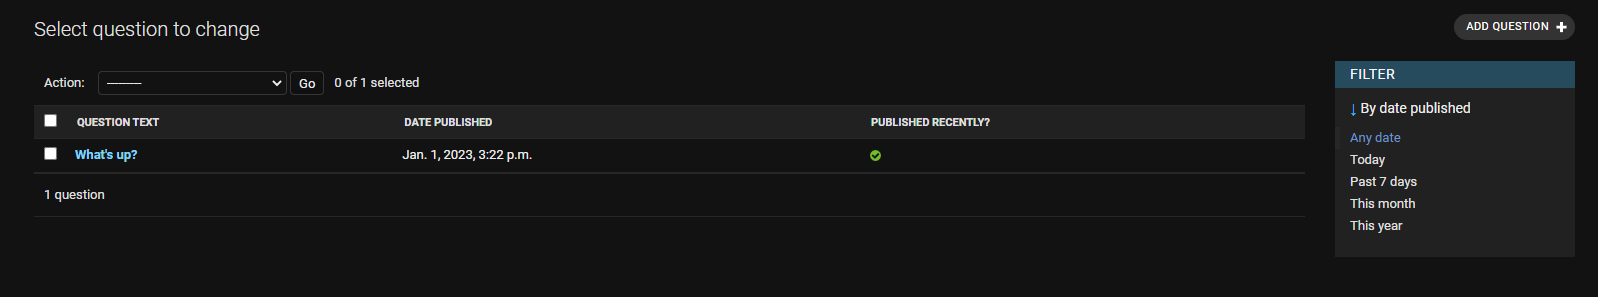 Select question to change
ADD QUESTION
Action: --------- Go 0 of 1 selected
QUESTION TEXT DATE PUBLISHED PUBLISHED RECENTLY?
What's up? Jan. 1, 2023, 3:22 p.m.
1 question
FILTER
↓ By date published
Any date
Today
Past 7 days
This month
This year